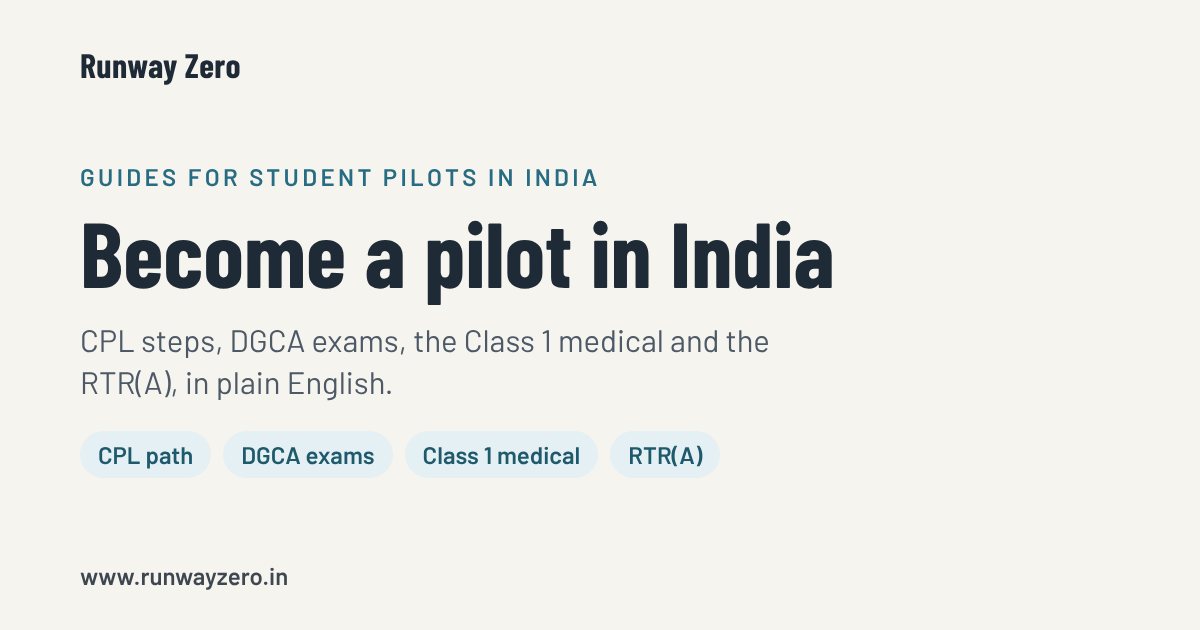 Runway Zero
GUIDES FOR STUDENT PILOTS IN INDIA
Become a pilot in India
CPL steps, DGCA exams, the Class 1 medical and the
RTR(A), in plain English.
CPL path DGCA exams Class 1 medical RTR(A)
www.runwayzero.in